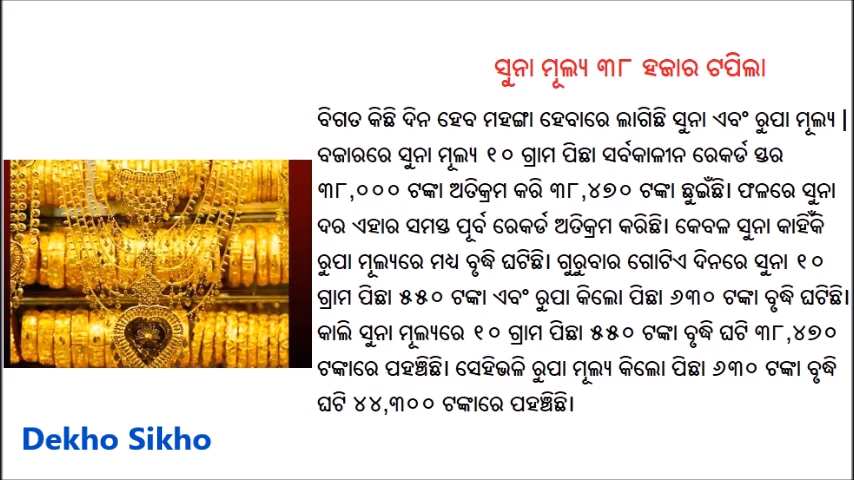 ସୁନା ମୂଲ୍ୟ ୩୮ ହଜାର ଟପିଲା
ବିଗତ କିଛି ଦିନ ହେବ ମହଙ୍ଗା ହେବାରେ ଲାଗିଛି ସୁନା ଏବଂ ରୁପା ମୂଲ୍ୟ |
ବଜାରରେ ସୁନା ମୂଲ୍ୟ ୧୦ ଗ୍ରାମ ପିଛା ସର୍ବକାଳୀନ ରେକର୍ଡ ସ୍ତର
୩୮,୦୦୦ ଟଙ୍କା ଅତିକ୍ରମ କରି ୩୮,୪୭୦ ଟଙ୍କା ଛୁଇଁଛି। ଫଳରେ ସୁନା
ଦର ଏହାର ସମସ୍ତ ପୂର୍ବ ରେକର୍ଡ ଅତିକ୍ରମ କରିଛି। କେବଳ ସୁନା କାହିଁକି
ରୁପା ମୂଲ୍ୟରେ ମଧ୍ୟ ବୃଦ୍ଧି ଘଟିଛି। ଗୁରୁବାର ଗୋଟିଏ ଦିନରେ ସୁନା ୧୦
ଗ୍ରାମ ପିଛା ୫୫୦ ଟଙ୍କା ଏବଂ ରୁପା କିଲୋ ପିଛା ୬୩୦ ଟଙ୍କା ବୃଦ୍ଧି ଘଟିଛି।
କାଲି ସୁନା ମୂଲ୍ୟରେ ୧୦ ଗ୍ରାମ ପିଛା ୫୫୦ ଟଙ୍କା ବୃଦ୍ଧି ଘଟି ୩୮,୪୭୦
ଟଙ୍କାରେ ପହଞ୍ଚିଛି। ସେହିଭଳି ରୁପା ମୂଲ୍ୟ କିଲୋ ପିଛା ୬୩୦ ଟଙ୍କା ବୃଦ୍ଧି
ଘଟି ୪୪,୩୦୦ ଟଙ୍କାରେ ପହଞ୍ଚିଛି।
Dekho Sikho